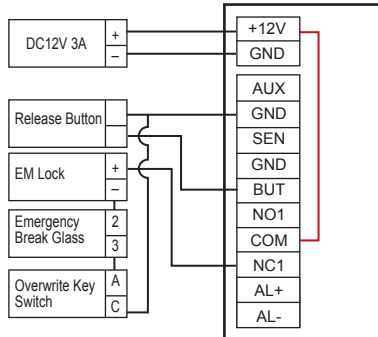 DC12V 3A
+
–
Release Button
EM Lock
+
–
Emergency
Break Glass
2
3
Overwrite Key
Switch
A
C
+12V
GND
AUX
GND
SEN
GND
BUT
NO1
COM
NC1
AL+
AL-